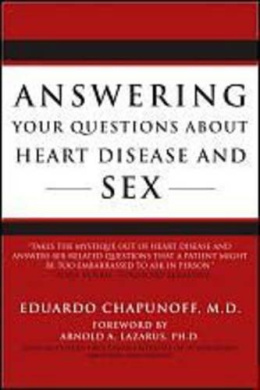 ANSWERING
YOUR QUESTIONS ABOUT
HEART DISEASE AND
SEX
"TAKES THE MYSTIQUE OUT OF HEART DISEASE AND
ANSWERS SEX-RELATED QUESTIONS THAT A PATIENT MIGHT
BE TOO EMBARRASSED TO ASK IN PERSON."
EDUARDO CHAPUNOFF, M.D.
FOREWORD BY
ARNOLD A. LAZARUS, PH.D.